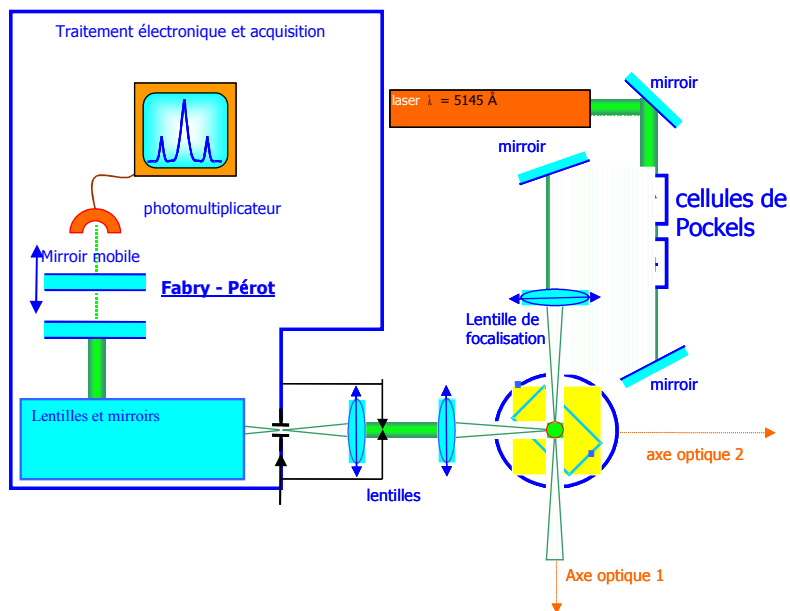 Traitement électronique et acquisition
laser λ = 5145 Å
mirroir
mirroir
photomultiplicateur
cellules de
Pockels
Mirroir mobile
Fabry - Pérot
Lentille de
focalisation
mirroir
Lentilles et mirroirs
axe optique 2
lentilles
Axe optique 1